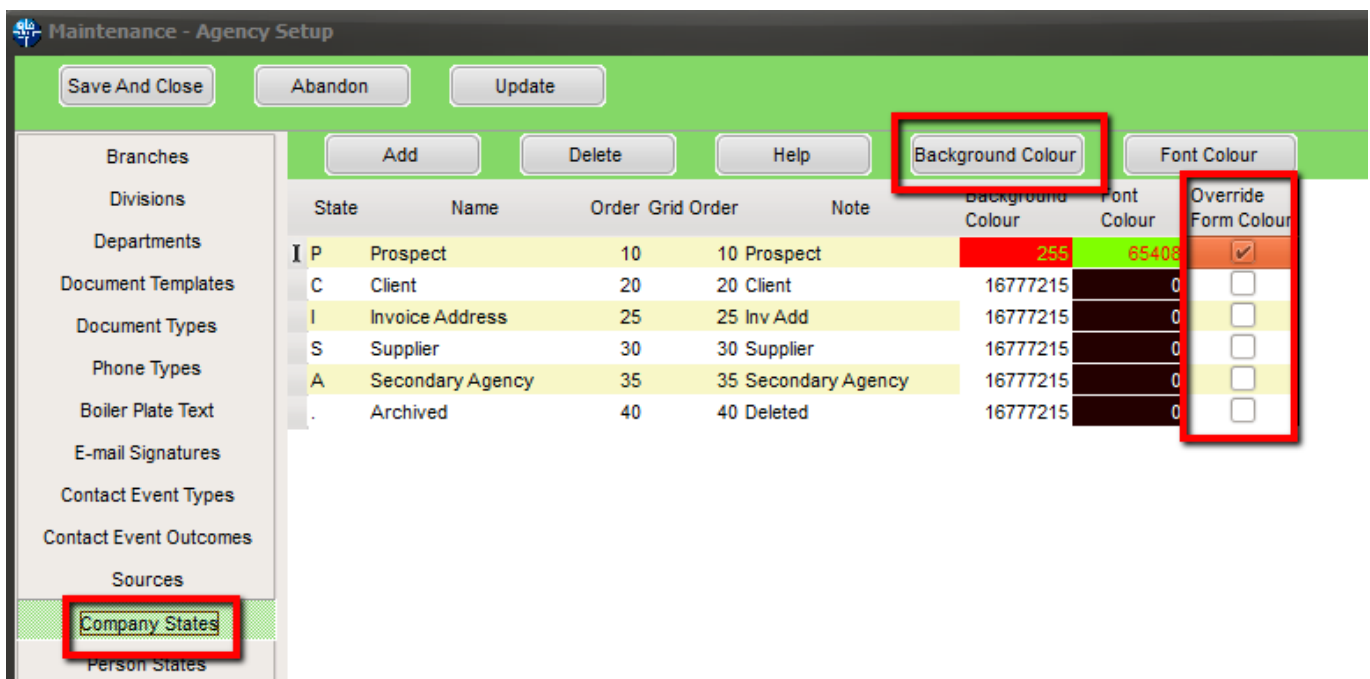 Maintenance - Agency Setup
Save And Close Abandon Update
Branches
Divisions
Departments
Document Templates
Document Types
Phone Types
Boiler Plate Text
E-mail Signatures
Contact Event Types
Contact Event Outcomes
Sources
Company States
Person States
Add Delete Help Background Colour Font Colour
State Name Order Grid Order Note Background Colour Font Colour Override Form Colour
P Prospect 10 10 Prospect 255 65408
C Client 20 20 Client 16777215 0
I Invoice Address 25 25 Inv Add 16777215 0
S Supplier 30 30 Supplier 16777215 0
A Secondary Agency 35 35 Secondary Agency 16777215 0
. Archived 40 40 Deleted 16777215 0